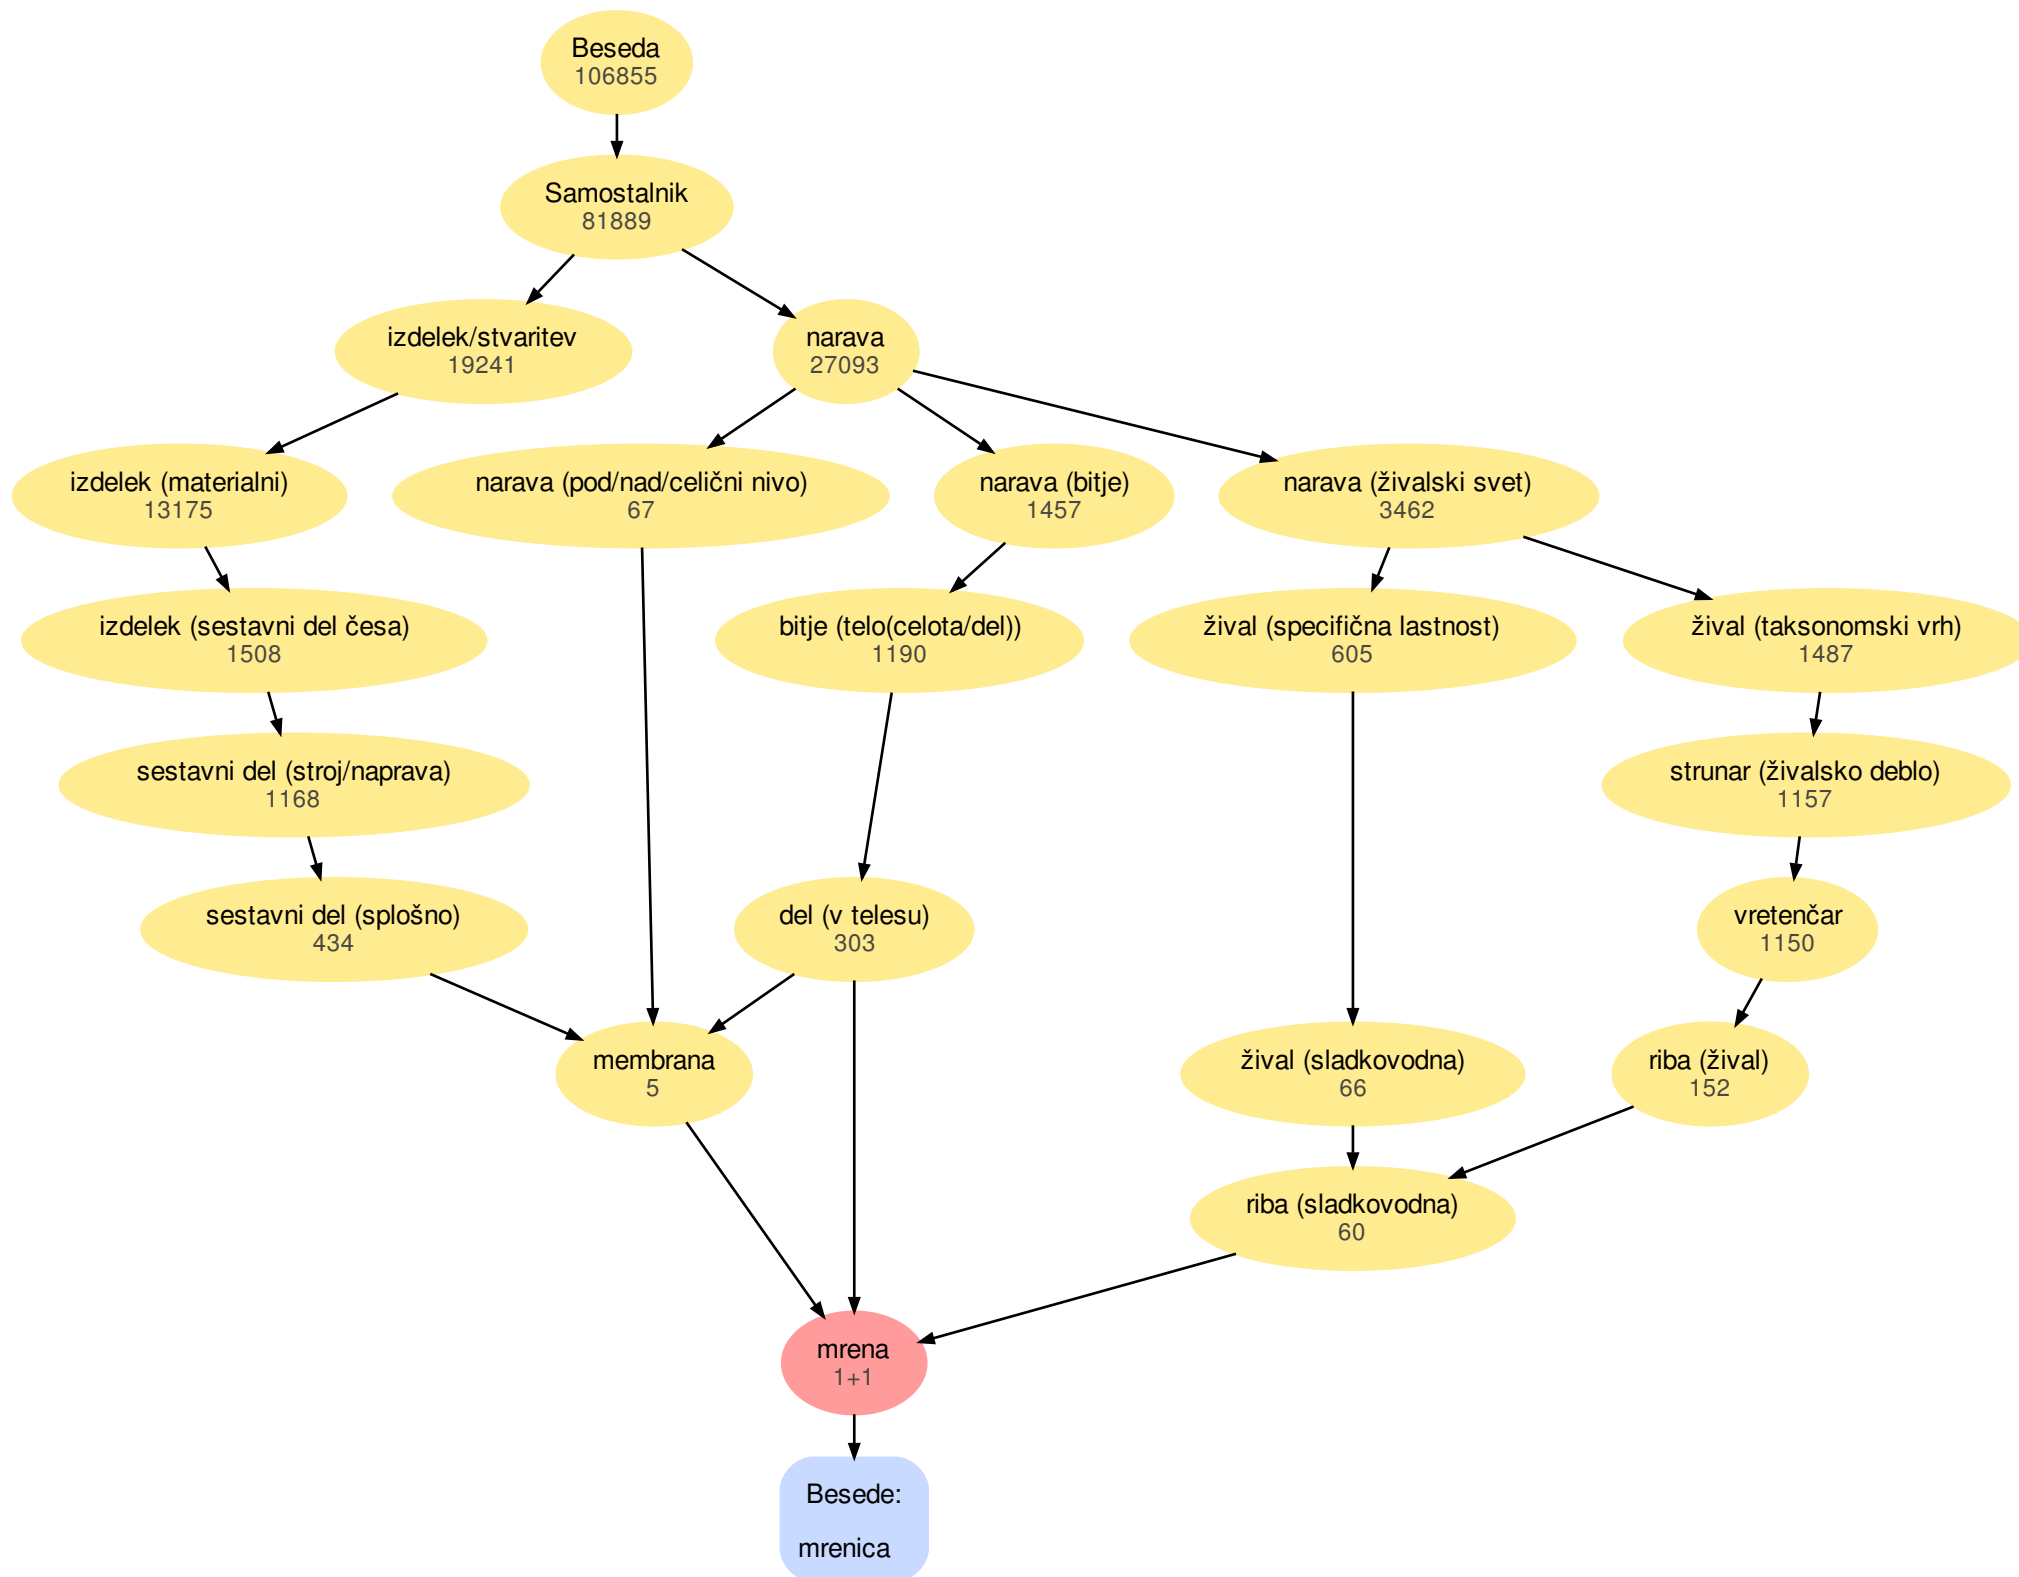 Beseda
106855
Samostalnik
81889
izdelek/stvaritev
19241
narava
27093
izdelek (materialni)
13175
narava (pod/nad/celični nivo)
67
narava (bitje)
1457
narava (živalski svet)
3462
izdelek (sestavni del česa)
1508
bitje (telo(celota/del))
1190
žival (specifična lastnost)
605
žival (taksonomski vrh)
1487
sestavni del (stroj/naprava)
1168
strunar (živalsko deblo)
1157
sestavni del (splošno)
434
del (v telesu)
303
vretenčar
1150
membrana
5
žival (sladkovodna)
66
riba (žival)
152
riba (sladkovodna)
60
mrena
1+1
Besede:
mrenica